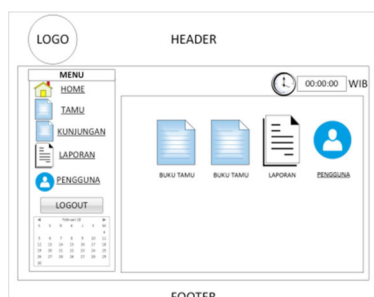 LOGO
HEADER
MENU
HOME
TAMU
KUNJUNGAN
LAPORAN
PENGGUNA
LOGOUT
00:00:00 WIB
BUKU TAMU BUKU TAMU LAPORAN PENGGUNA
FOOTER